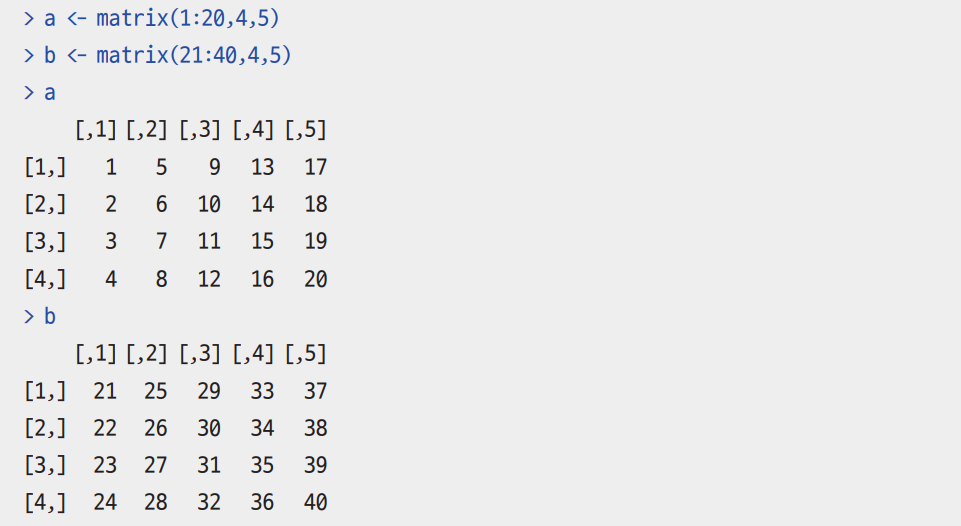 > a <- matrix(1:20,4,5)
> b <- matrix(21:40,4,5)
> a
[,1] [,2] [,3] [,4] [,5]
[1,] 1 5 9 13 17
[2,] 2 6 10 14 18
[3,] 3 7 11 15 19
[4,] 4 8 12 16 20
> b
[,1] [,2] [,3] [,4] [,5]
[1,] 21 25 29 33 37
[2,] 22 26 30 34 38
[3,] 23 27 31 35 39
[4,] 24 28 32 36 40